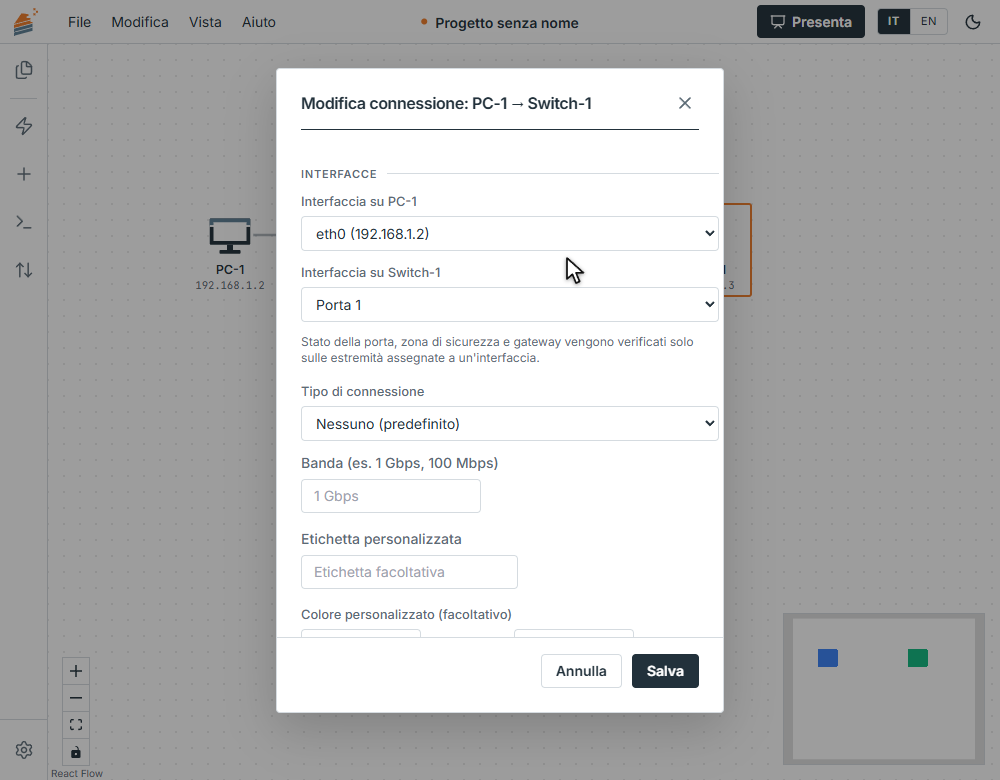 File Modifica Vista Aiuto
Progetto senza nome
Presenta
IT EN
Modifica connessione: PC-1 → Switch-1
INTERFACCE
Interfaccia su PC-1
eth0 (192.168.1.2)
Interfaccia su Switch-1
Porta 1
Stato della porta, zona di sicurezza e gateway vengono verificati solo
sulle estremità assegnate a un'interfaccia.
Tipo di connessione
Nessuno (predefinito)
Banda (es. 1 Gbps, 100 Mbps)
1 Gbps
Etichetta personalizzata
Etichetta facoltativa
Colore personalizzato (facoltativo)
Annulla Salva
PC-1
192.168.1.2
.3
React Flow